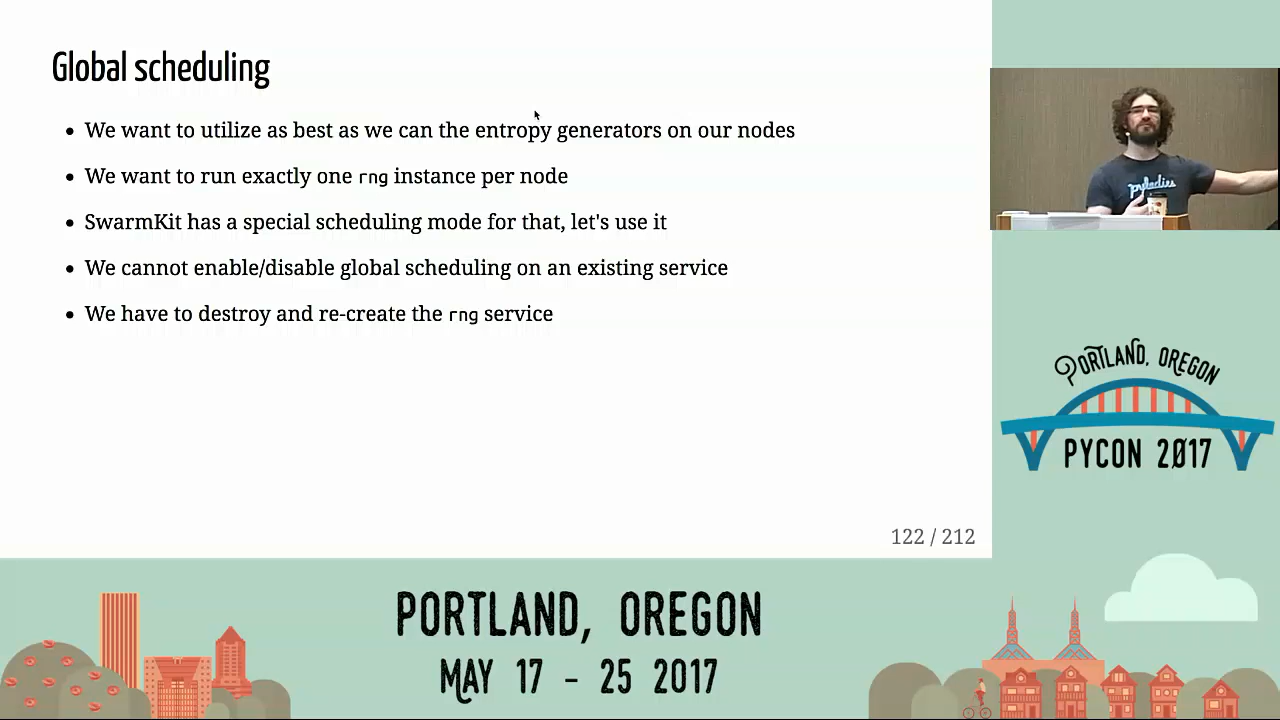 Global scheduling
We want to utilize as best as we can the entropy generators on our nodes
We want to run exactly one rng instance per node
SwarmKit has a special scheduling mode for that, let's use it
We cannot enable/disable global scheduling on an existing service
We have to destroy and re-create the rng service
122 / 212
pyladies
PORTLAND, OREGON
PYCON 2017
PORTLAND, OREGON
MAY 17 - 25 2017